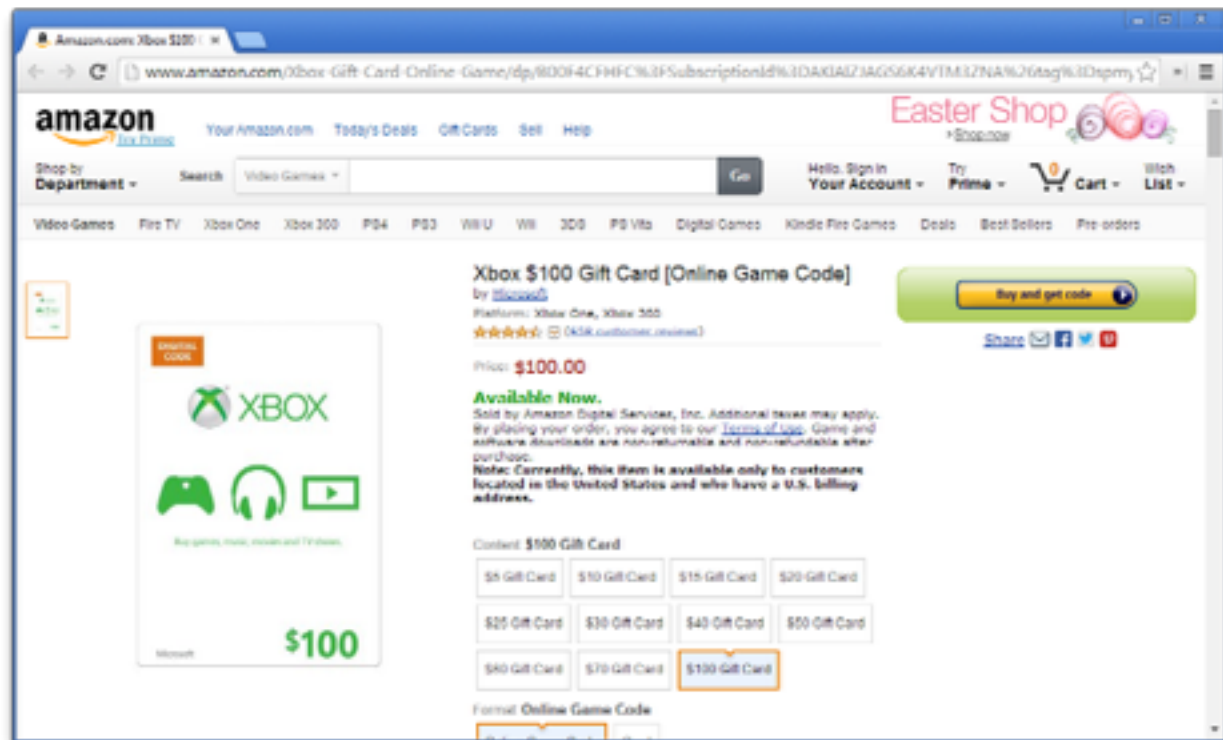 Amazon.com: Xbox $100
www.amazon.com/Xbox-Gift-Card-Online-Game/dp/
amazon
Try Prime
Your Amazon.com Today's Deals Gift Cards Sell Help
Easter Shop
Shop now
Shop by
Department
Search Video Games Go
Hello. Sign in
Your Account
Try
Prime
0
Cart
Wish
List
Video Games Fire TV Xbox One Xbox 360 PS4 PS3 Wii U Wii 3DS PS Vita Digital Games Kindle Fire Games Deals Best Sellers Pre-orders
DIGITAL
CODE
XBOX
Buy games, music, movies and TV shows.
Microsoft
$100
Xbox $100 Gift Card [Online Game Code]
by Microsoft
Platform: Xbox One, Xbox 360
customer reviews)
Price: $100.00
Available Now.
Sold by Amazon Digital Services, Inc. Additional taxes may apply.
By placing your order, you agree to our Terms of Use. Game and
software downloads are non-returnable and non-refundable after
purchase.
Note: Currently, this item is available only to customers
located in the United States and who have a U.S. billing
address.
Content: $100 Gift Card
$5 Gift Card $10 Gift Card $15 Gift Card $20 Gift Card
$25 Gift Card $30 Gift Card $40 Gift Card $50 Gift Card
$60 Gift Card $70 Gift Card $100 Gift Card
Format: Online Game Code
Buy and get code
Share